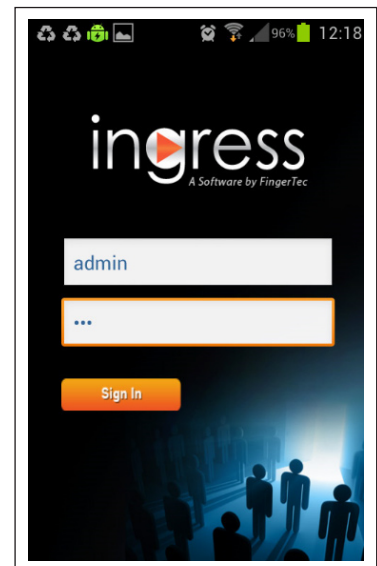 96% 12:18
ingress
A Software by FingerTec
admin
•••
Sign In